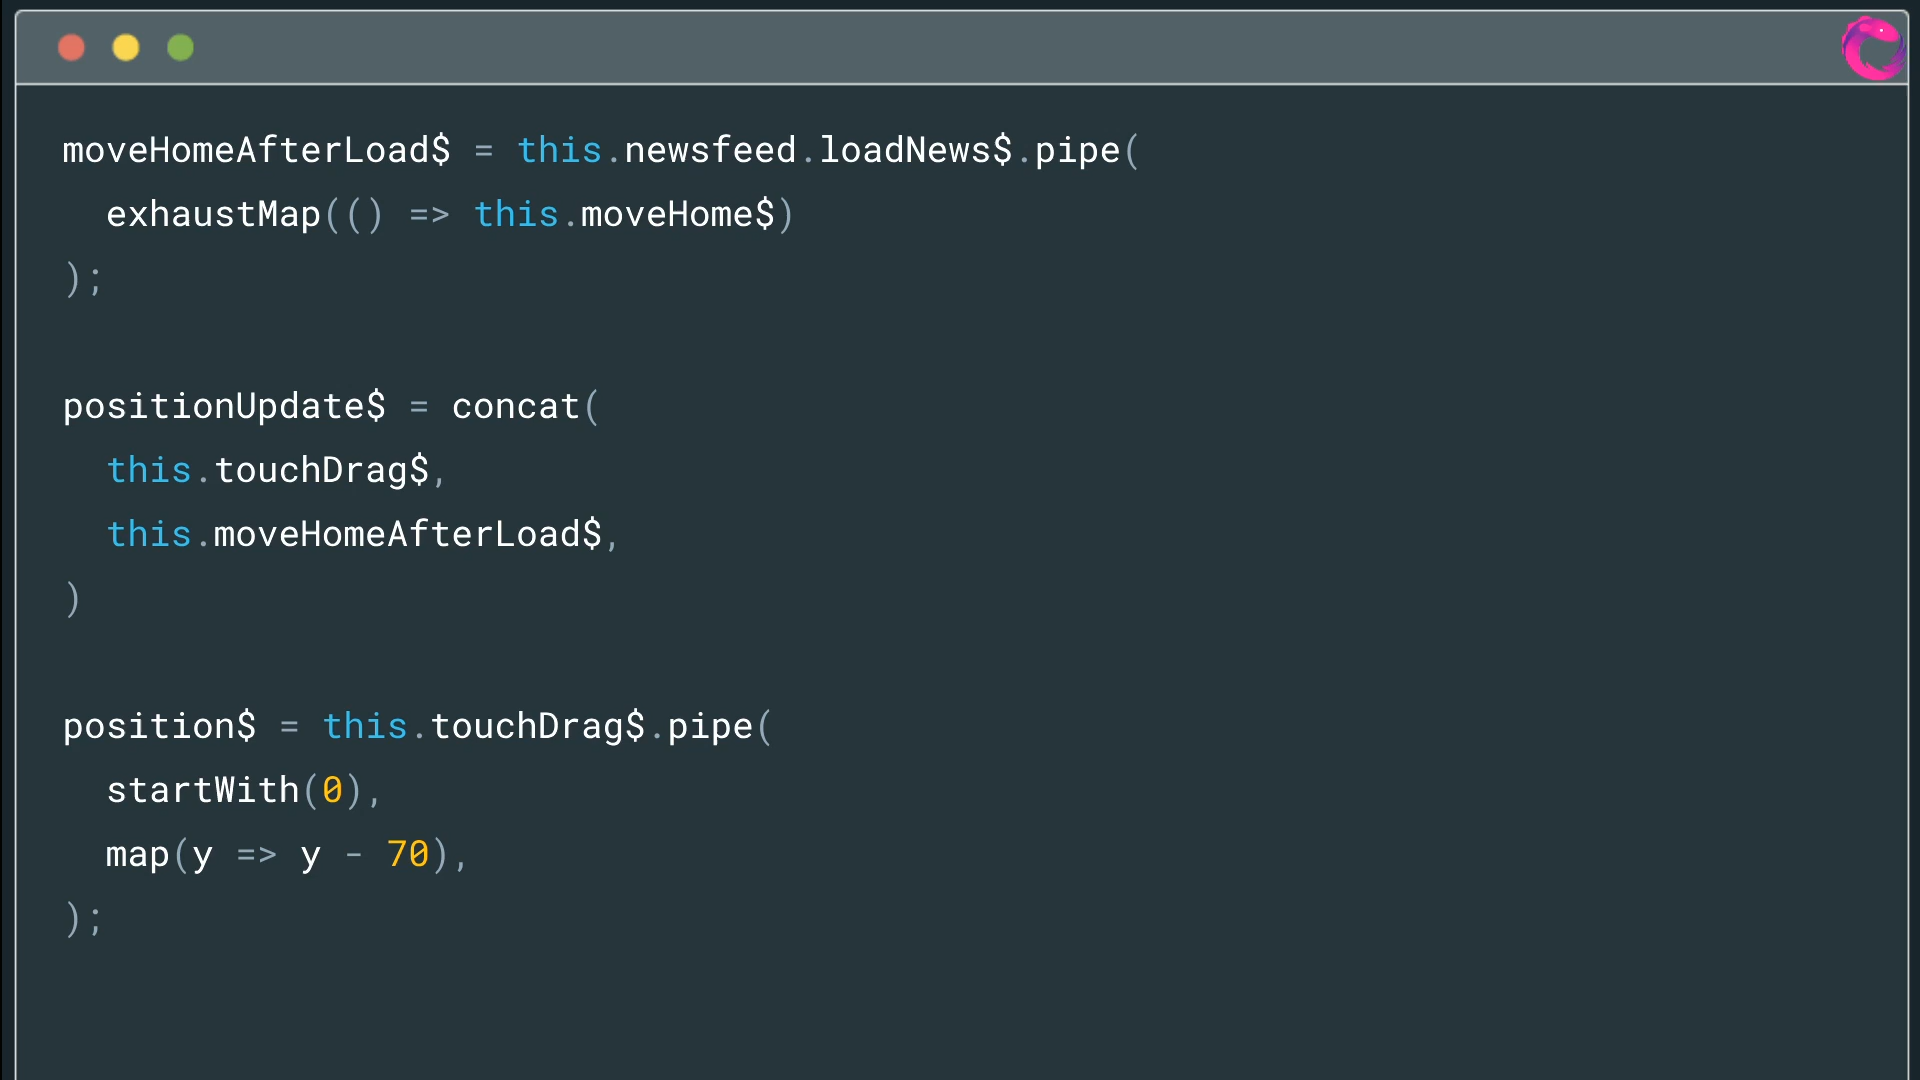 moveHomeAfterLoad$ = this.newsfeed.loadNews$.pipe(
  exhaustMap(() => this.moveHome$)
);
positionUpdate$ = concat(
  this.touchDrag$,
  this.moveHomeAfterLoad$,
)
position$ = this.touchDrag$.pipe(
  startWith(0),
  map(y => y - 70),
);